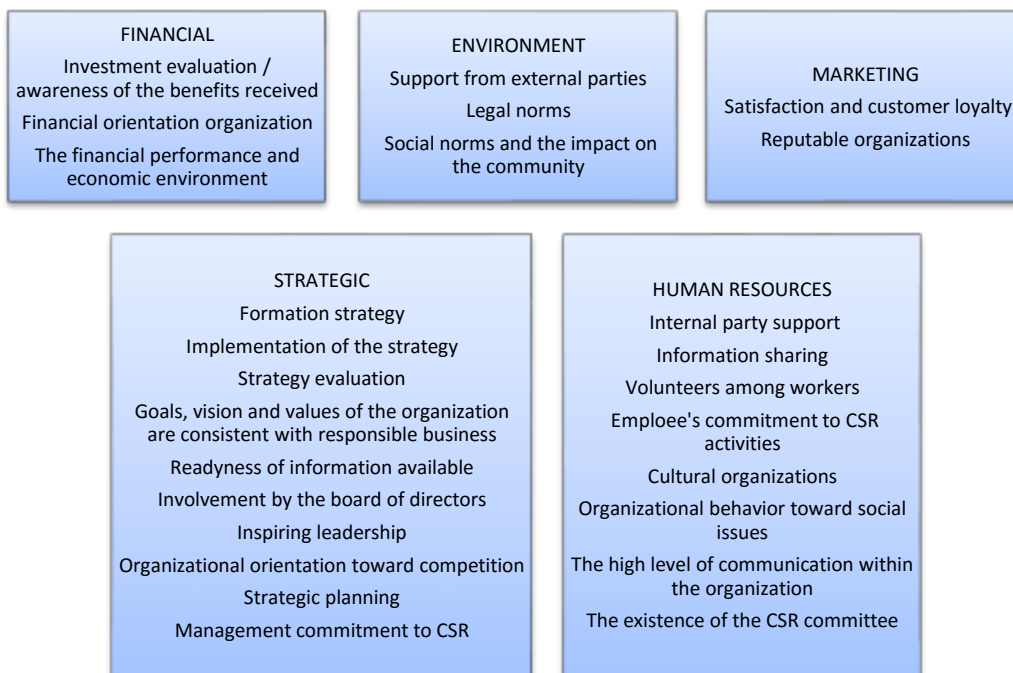 FINANCIAL
Investment evaluation /
awareness of the benefits received
Financial orientation organization
The financial performance and
economic environment
ENVIRONMENT
Support from external parties
Legal norms
Social norms and the impact on
the community
MARKETING
Satisfaction and customer loyalty
Reputable organizations
STRATEGIC
Formation strategy
Implementation of the strategy
Strategy evaluation
Goals, vision and values of the organization
are consistent with responsible business
Readyness of information available
Involvement by the board of directors
Inspiring leadership
Organizational orientation toward competition
Strategic planning
Management commitment to CSR
HUMAN RESOURCES
Internal party support
Information sharing
Volunteers among workers
Emploee's commitment to CSR
activities
Cultural organizations
Organizational behavior toward social
issues
The high level of communication within
the organization
The existence of the CSR committee